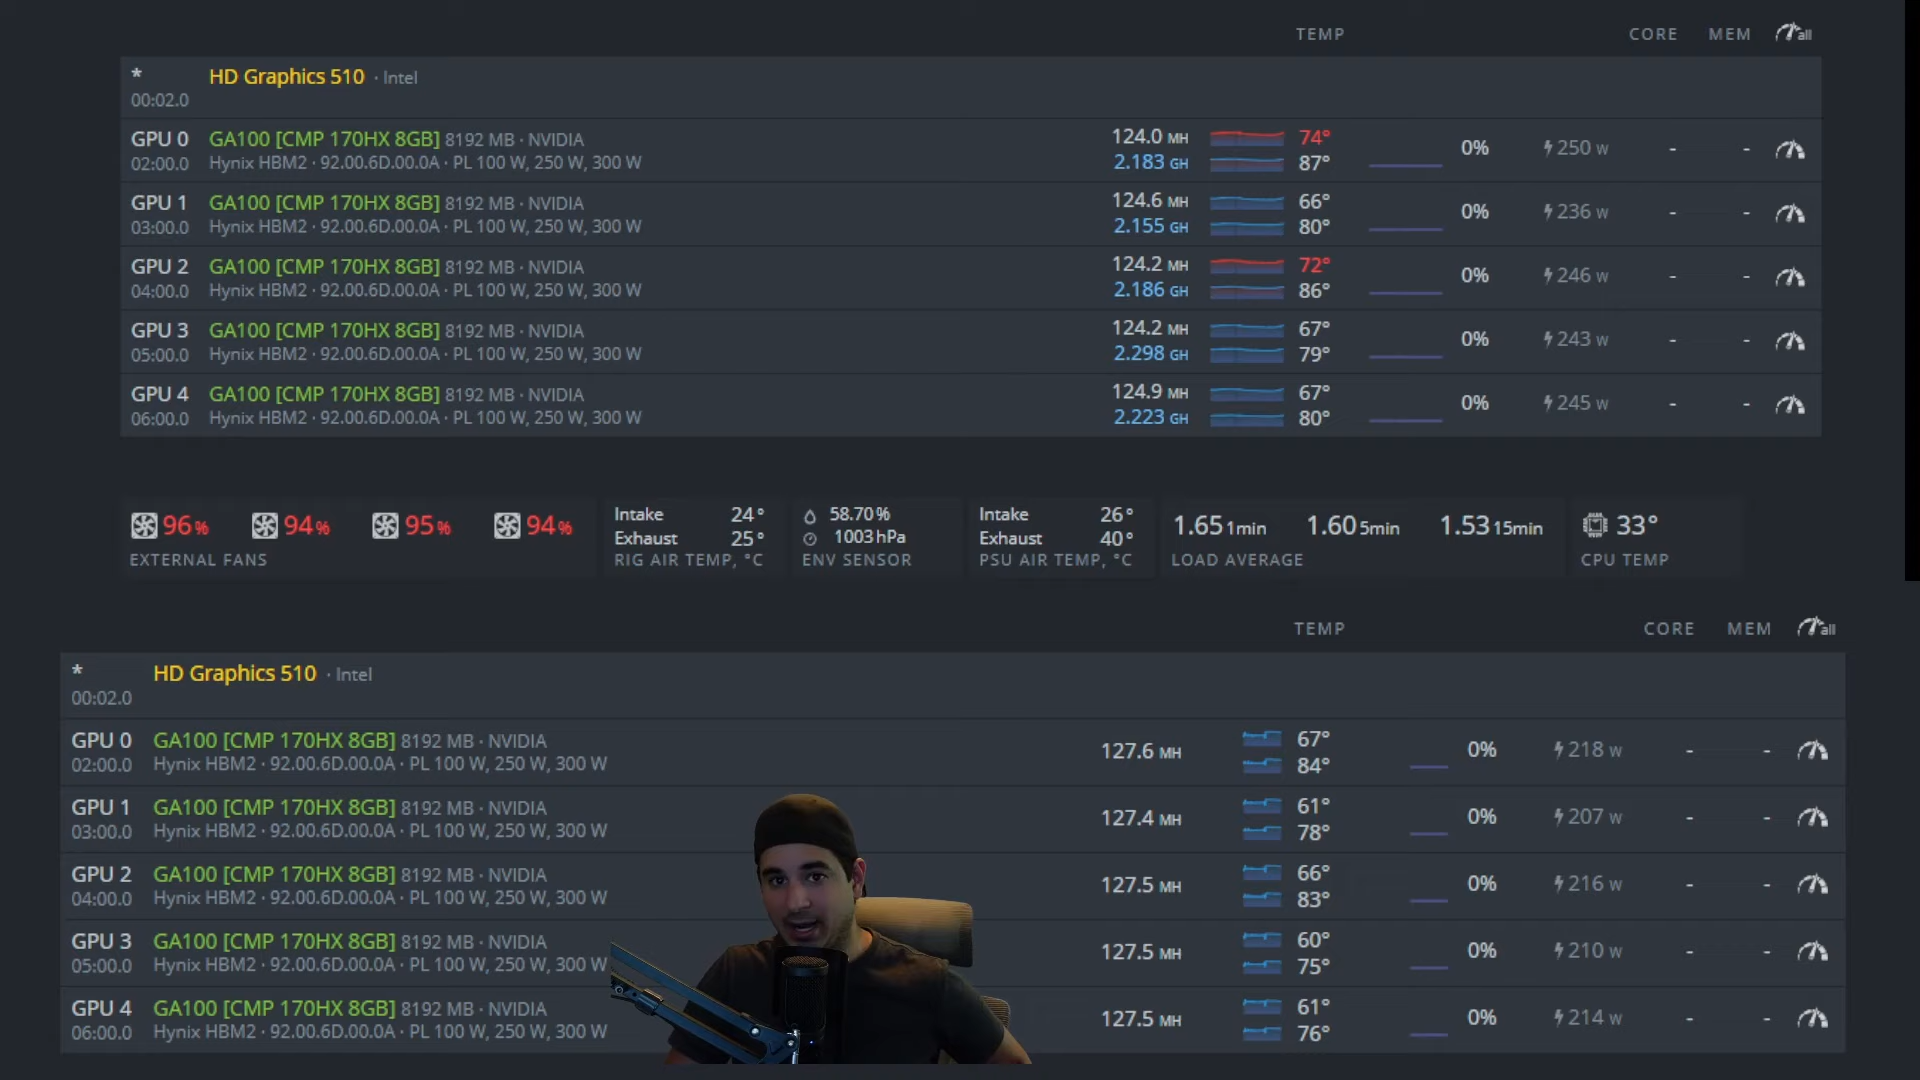 TEMP CORE MEM all
* HD Graphics 510 · Intel
00:02.0
GPU 0 GA100 [CMP 170HX 8GB] 8192 MB · NVIDIA 124.0 MH 74° 0% 250 W - -
02:00.0 Hynix HBM2 · 92.00.6D.00.0A · PL 100 W, 250 W, 300 W 2.183 GH 87°
GPU 1 GA100 [CMP 170HX 8GB] 8192 MB · NVIDIA 124.6 MH 66° 0% 236 W - -
03:00.0 Hynix HBM2 · 92.00.6D.00.0A · PL 100 W, 250 W, 300 W 2.155 GH 80°
GPU 2 GA100 [CMP 170HX 8GB] 8192 MB · NVIDIA 124.2 MH 72° 0% 246 W - -
04:00.0 Hynix HBM2 · 92.00.6D.00.0A · PL 100 W, 250 W, 300 W 2.186 GH 86°
GPU 3 GA100 [CMP 170HX 8GB] 8192 MB · NVIDIA 124.2 MH 67° 0% 243 W - -
05:00.0 Hynix HBM2 · 92.00.6D.00.0A · PL 100 W, 250 W, 300 W 2.298 GH 79°
GPU 4 GA100 [CMP 170HX 8GB] 8192 MB · NVIDIA 124.9 MH 67° 0% 245 W - -
06:00.0 Hynix HBM2 · 92.00.6D.00.0A · PL 100 W, 250 W, 300 W 2.223 GH 80°
96% 94% 95% 94%
EXTERNAL FANS
Intake 24°
Exhaust 25°
RIG AIR TEMP, °C
58.70%
1003 hPa
ENV SENSOR
Intake 26°
Exhaust 40°
PSU AIR TEMP, °C
1.65 1min 1.60 5min 1.53 15min
LOAD AVERAGE
33°
CPU TEMP
TEMP CORE MEM all
* HD Graphics 510 · Intel
00:02.0
GPU 0 GA100 [CMP 170HX 8GB] 8192 MB · NVIDIA 127.6 MH 67° 0% 218 W - -
02:00.0 Hynix HBM2 · 92.00.6D.00.0A · PL 100 W, 250 W, 300 W 84°
GPU 1 GA100 [CMP 170HX 8GB] 8192 MB · NVIDIA 127.4 MH 61° 0% 207 W - -
03:00.0 Hynix HBM2 · 92.00.6D.00.0A · PL 100 W, 250 W, 300 W 78°
GPU 2 GA100 [CMP 170HX 8GB] 8192 MB · NVIDIA 127.5 MH 66° 0% 216 W - -
04:00.0 Hynix HBM2 · 92.00.6D.00.0A · PL 100 W, 250 W, 300 W 83°
GPU 3 GA100 [CMP 170HX 8GB] 8192 MB · NVIDIA 127.5 MH 60° 0% 210 W - -
05:00.0 Hynix HBM2 · 92.00.6D.00.0A · PL 100 W, 250 W, 300 W 75°
GPU 4 GA100 [CMP 170HX 8GB] 8192 MB · NVIDIA 127.5 MH 61° 0% 214 W - -
06:00.0 Hynix HBM2 · 92.00.6D.00.0A · PL 100 W, 250 W, 300 W 76°